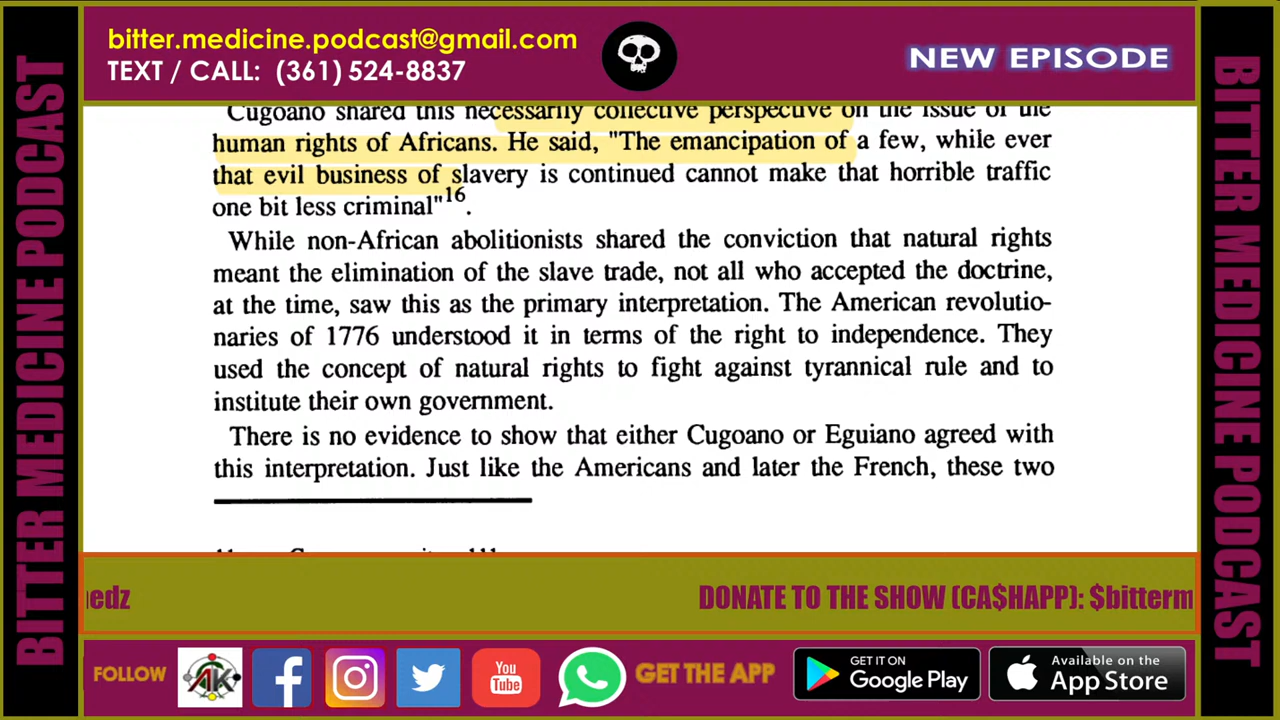 bitter.medicine.podcast@gmail.com
TEXT / CALL: (361) 524-8837
NEW EPISODE
BITTER MEDICINE PODCAST
Cugoano shared this necessarily collective perspective on the issue of the
human rights of Africans. He said, "The emancipation of a few, while ever
that evil business of slavery is continued cannot make that horrible traffic
one bit less criminal"16.
While non-African abolitionists shared the conviction that natural rights
meant the elimination of the slave trade, not all who accepted the doctrine,
at the time, saw this as the primary interpretation. The American revolutio-
naries of 1776 understood it in terms of the right to independence. They
used the concept of natural rights to fight against tyrannical rule and to
institute their own government.
There is no evidence to show that either Cugoano or Eguiano agreed with
this interpretation. Just like the Americans and later the French, these two
BITTER MEDICINE PODCAST
edz
DONATE TO THE SHOW (CA$HAPP): $bitterm
FOLLOW
You
Tube
GET THE APP
GET IT ON
Google Play
Available on the
App Store